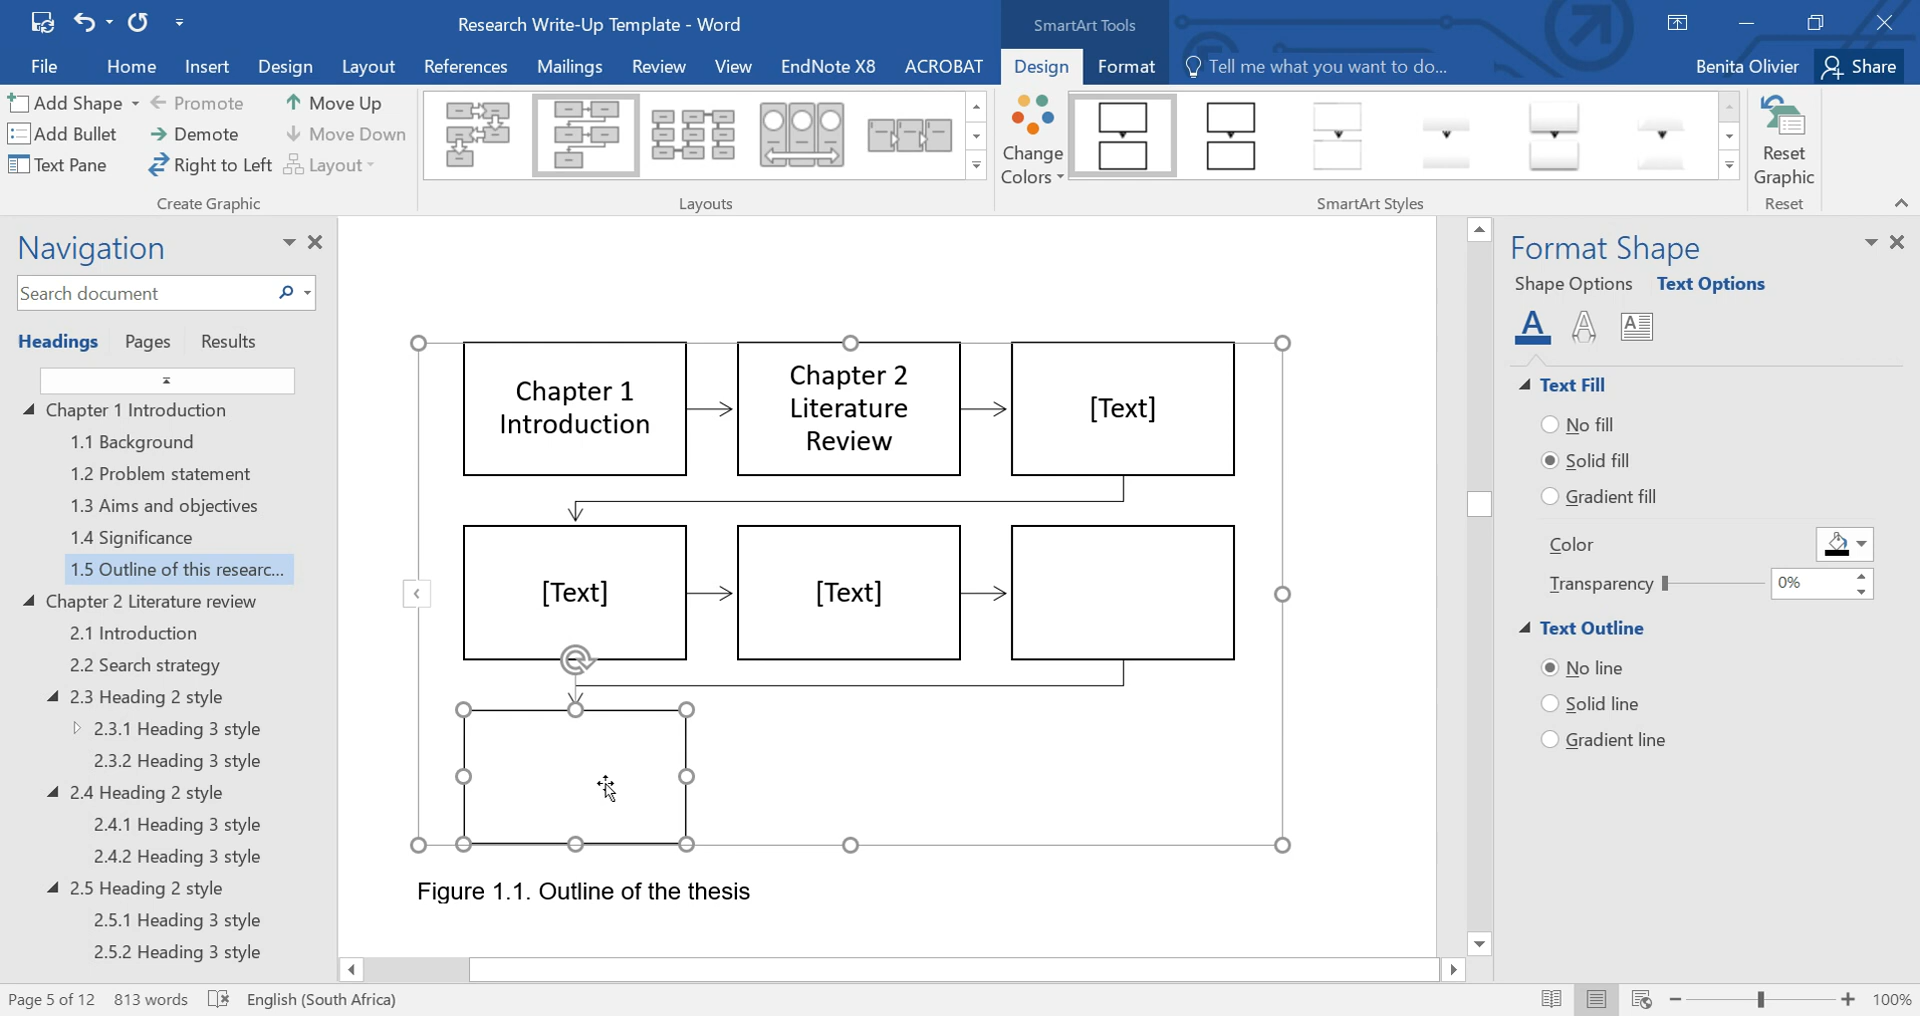 Research Write-Up Template - Word
SmartArt Tools
File Home Insert Design Layout References Mailings Review View EndNote X8 ACROBAT Design Format Tell me what you want to do... Benita Olivier Share
Add Shape Promote Move Up
Add Bullet Demote Move Down
Text Pane Right to Left Layout
Change
Colors
Reset
Graphic
Create Graphic Layouts SmartArt Styles Reset
Navigation
Search document
Headings Pages Results
Chapter 1 Introduction
1.1 Background
1.2 Problem statement
1.3 Aims and objectives
1.4 Significance
1.5 Outline of this researc...
Chapter 2 Literature review
2.1 Introduction
2.2 Search strategy
2.3 Heading 2 style
2.3.1 Heading 3 style
2.3.2 Heading 3 style
2.4 Heading 2 style
2.4.1 Heading 3 style
2.4.2 Heading 3 style
2.5 Heading 2 style
2.5.1 Heading 3 style
2.5.2 Heading 3 style
Chapter 1
Introduction
Chapter 2
Literature
Review
[Text]
[Text]
[Text]
Figure 1.1. Outline of the thesis
Format Shape
Shape Options Text Options
A A A
Text Fill
No fill
Solid fill
Gradient fill
Color
Transparency 0%
Text Outline
No line
Solid line
Gradient line
Page 5 of 12 813 words English (South Africa) 100%